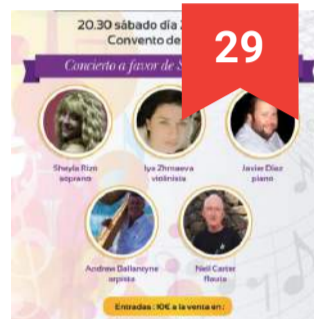 20.30 sábado día
29
Convento de
Concierto a favor de S
Sheyla Rizo
soprano
Ilya Zhmaeva
violinista
Javier Díaz
piano
Andrew Ballantyne
arpista
Neil Carter
flauta
Entradas : 10€ a la venta en :